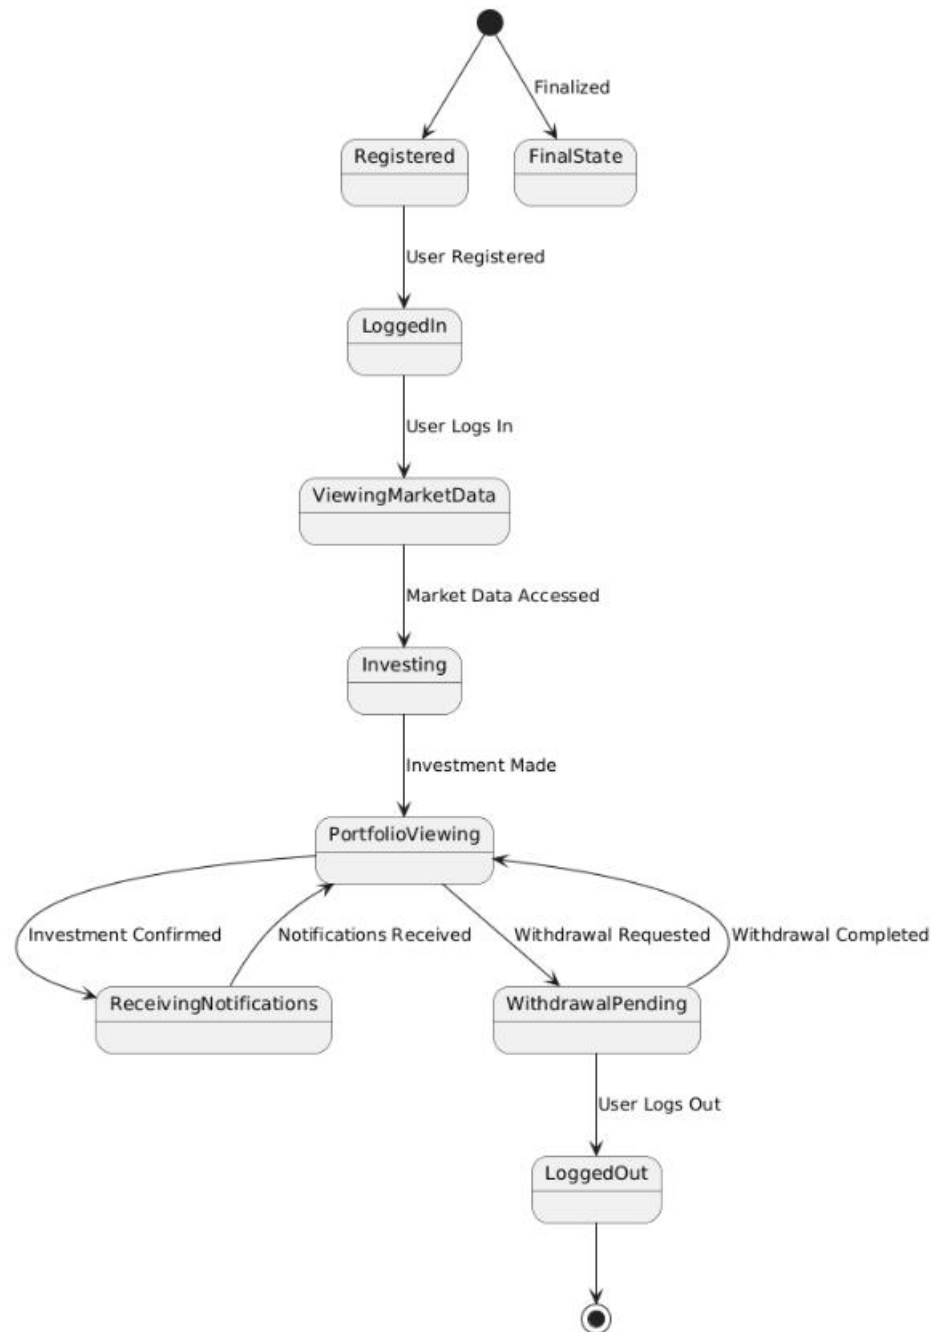 Finalized
Registered
FinalState
User Registered
LoggedIn
User Logs In
ViewingMarketData
Market Data Accessed
Investing
Investment Made
PortfolioViewing
Investment Confirmed
Notifications Received
Withdrawal Requested
Withdrawal Completed
ReceivingNotifications
WithdrawalPending
User Logs Out
LoggedOut